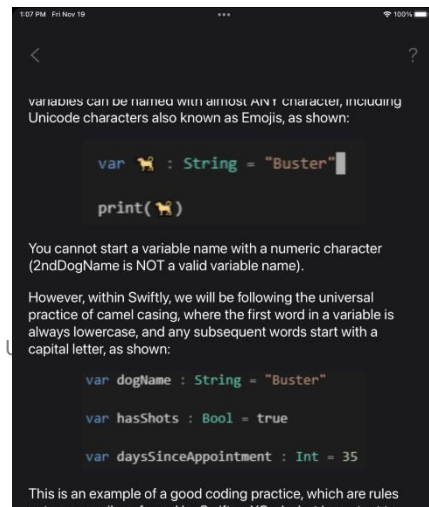 1:07 PM Fri Nov 19
100%
?
variables can be named with almost ANY character, including
Unicode characters also known as Emojis, as shown:
var 🐕 : String = "Buster"
print(🐕)
You cannot start a variable name with a numeric character
(2ndDogName is NOT a valid variable name).
However, within Swiftly, we will be following the universal
practice of camel casing, where the first word in a variable is
always lowercase, and any subsequent words start with a
capital letter, as shown:
var dogName : String = "Buster"
var hasShots : Bool = true
var daysSinceAppointment : Int = 35
This is an example of a good coding practice, which are rules